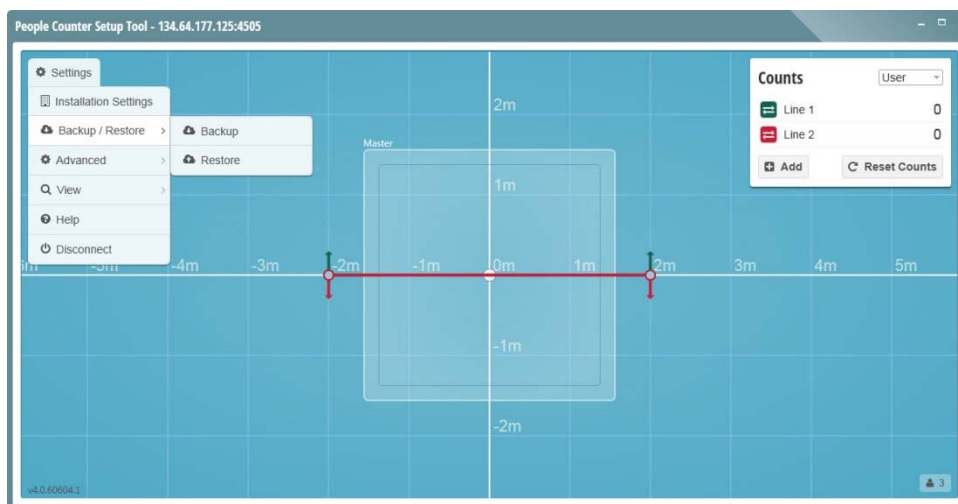 People Counter Setup Tool - 134.64.177.125:4505
Settings
Installation Settings
Backup / Restore
Backup
Restore
Advanced
View
Help
Disconnect
Master
2m
1m
-5m
-4m
-3m
-2m
-1m
0m
1m
2m
3m
4m
5m
-1m
-2m
Counts
User
Line 1 0
Line 2 0
Add
Reset Counts
v4.0.60604.1
3